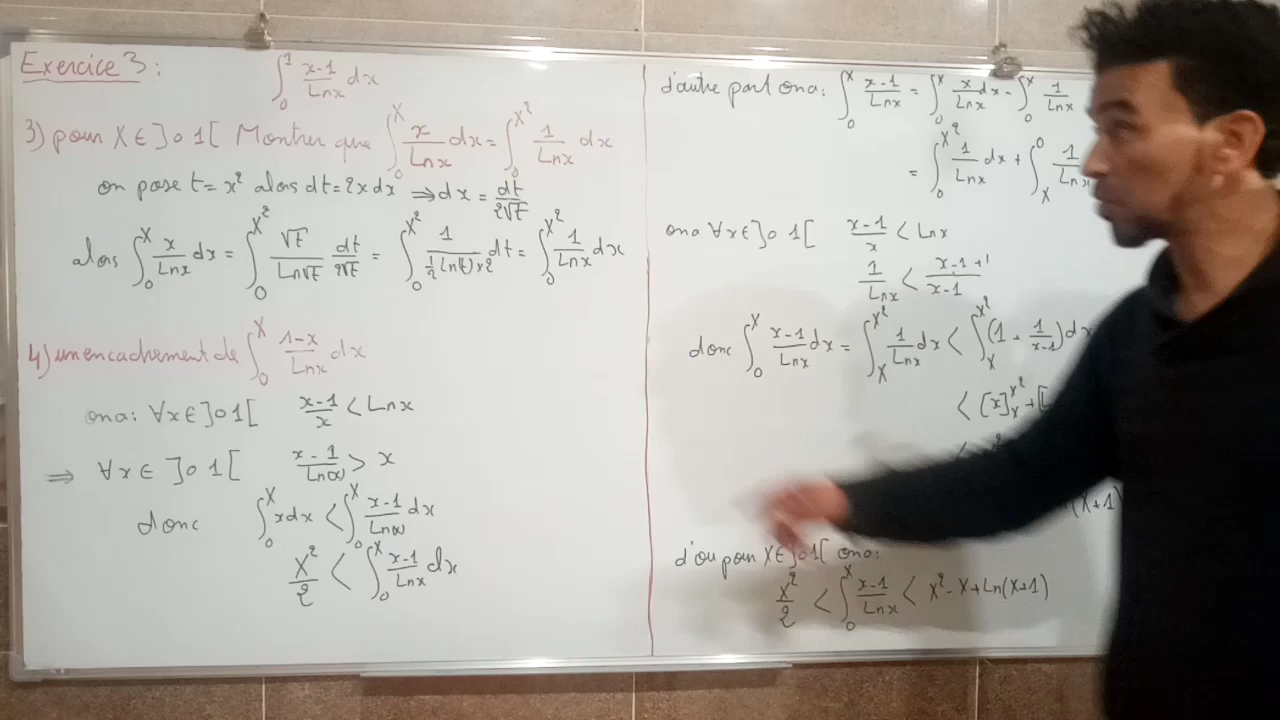 Exercice 3 : ∫₀¹ (x-1)/(Lnx) dx
3) pour X ∈ ]0 1[ Montrer que ∫₀^X x/(Lnx) dx = ∫₀^(X²) 1/(Lnx) dx
on pose t = x² alors dt = 2x dx ⇒ dx = dt/(2√t)
alors ∫₀^X x/(Lnx) dx = ∫₀^(X²) √t/(Ln√t) dt/(2√t) = ∫₀^(X²) 1/(½ Ln(t)×2) dt = ∫₀^(X²) 1/(Lnx) dx
4) un encachement de ∫₀^X (1-x)/(Lnx) dx
ona : ∀x ∈ ]0 1[ (x-1)/x < Lnx
⇒ ∀x ∈ ]0 1[ (x-1)/(Ln(x)) > x
donc ∫₀^X x dx < ∫₀^X (x-1)/(Ln(x)) dx
X²/2 < ∫₀^X (x-1)/(Lnx) dx
d'autre part ona : ∫₀^X (x-1)/(Lnx) = ∫₀^X x/(Lnx) dx - ∫₀^X 1/(Lnx)
= ∫₀^(X²) 1/(Lnx) dx + ∫_X^0 1/(Lnx)
ona ∀x ∈ ]0 1[ (x-1)/x < Lnx
1/(Lnx) < (x-1+1)/(x-1)
donc ∫₀^X (x-1)/(Lnx) dx = ∫_X^(X²) 1/(Lnx) dx < ∫_X^(X²) (1+1/(x-1)) dx
< [x]_X^(X²) + [
<
(X+1)
d'ou pour X ∈ ]0 1[ ona :
X²/2 < ∫₀^X (x-1)/(Lnx) < X² - X + Ln(X+1)